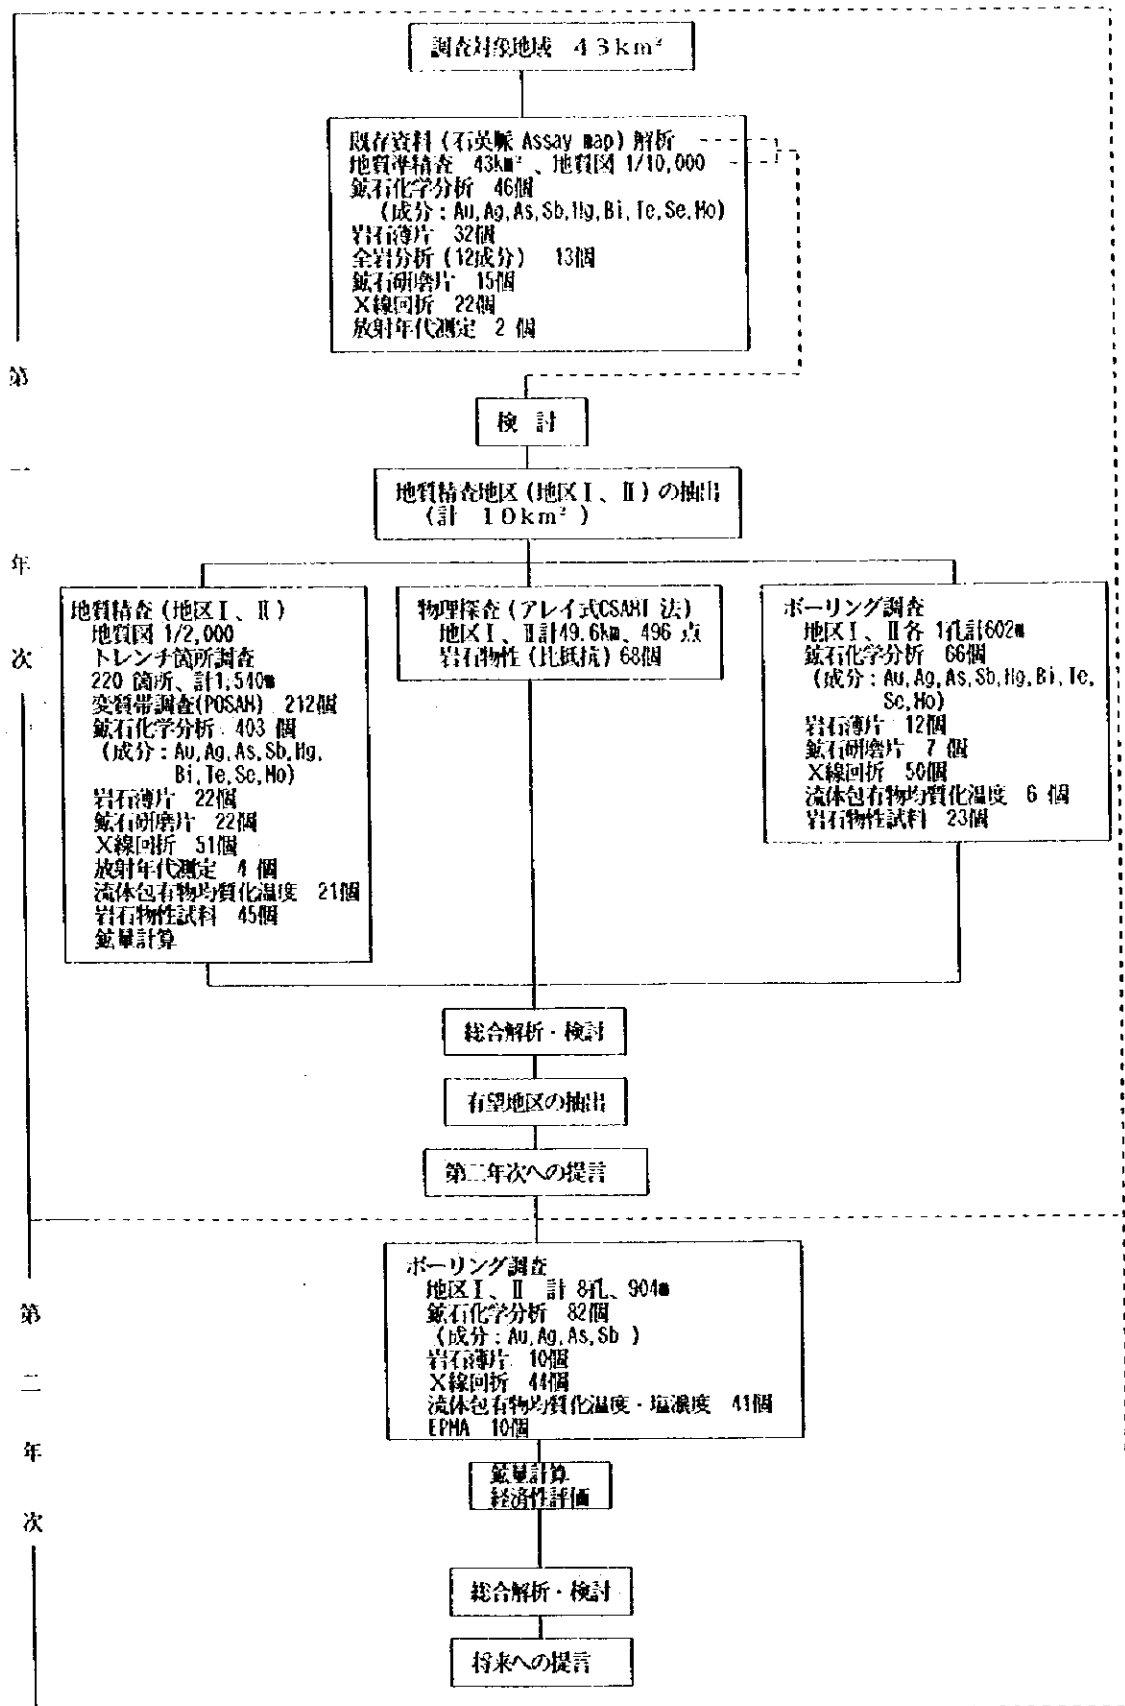 調査対象地域　43km²
既存資料(石英脈 Assay map)解析
地質準精査　43km²、地質図 1/10,000
鉱石化学分析　46個
(成分:Au,Ag,As,Sb,Hg,Bi,Te,Se,Mo)
岩石薄片　32個
全岩分析(12成分)　13個
鉱石研磨片　15個
X線回折　22個
放射年代測定　2 個
検　討
地質精査地区(地区Ⅰ、Ⅱ)の抽出
(計　10km²)
地質精査(地区Ⅰ、Ⅱ)
地質図 1/2,000
トレンチ箇所調査
220 箇所、計1,540m
変質帯調査(POSAM)　212個
鉱石化学分析　403 個
(成分:Au,Ag,As,Sb,Hg,
Bi,Te,Se,Mo)
岩石薄片　22個
鉱石研磨片　22個
X線回折　51個
放射年代測定　4 個
流体包有物均質化温度　21個
岩石物性試料　45個
鉱量計算
物理探査(アレイ式CSAMT 法)
地区Ⅰ、Ⅱ計49.6km、496 点
岩石物性(比抵抗)68個
ボーリング調査
地区Ⅰ、Ⅱ各 1孔計602m
鉱石化学分析　66個
(成分:Au,Ag,As,Sb,Hg,Bi,Te,
Se,Mo)
岩石薄片　12個
鉱石研磨片　7 個
X線回折　50個
流体包有物均質化温度　6 個
岩石物性試料　23個
総合解析・検討
有望地区の抽出
第二年次への提言
第一年次
ボーリング調査
地区Ⅰ、Ⅱ　計 8孔、904m
鉱石化学分析　82個
(成分:Au,Ag,As,Sb )
岩石薄片　10個
X線回折　44個
流体包有物均質化温度・塩濃度　41個
EPMA　10個
鉱量計算
経済性評価
総合解析・検討
将来への提言
第二年次